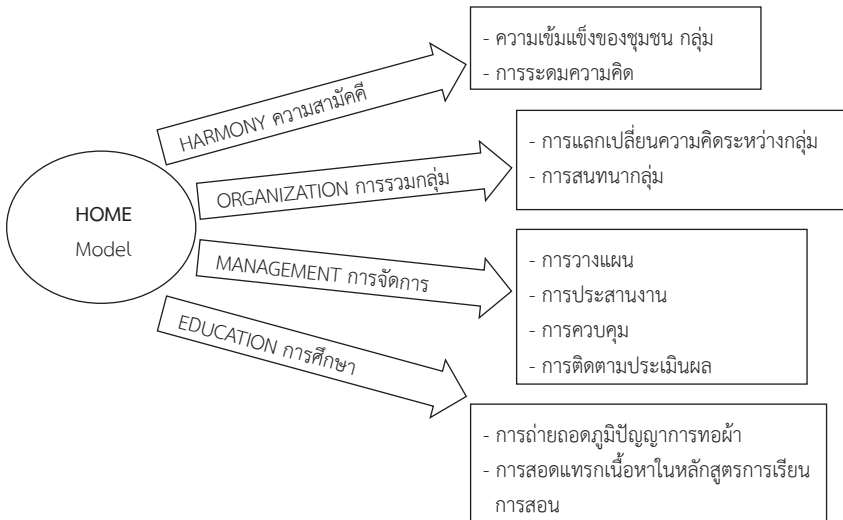 HOME
Model
HARMONY ความสามัคคี
- ความเข้มแข็งของชุมชน กลุ่ม
- การระดมความคิด
ORGANIZATION การรวมกลุ่ม
- การแลกเปลี่ยนความคิดระหว่างกลุ่ม
- การสนทนากลุ่ม
MANAGEMENT การจัดการ
- การวางแผน
- การประสานงาน
- การควบคุม
- การติดตามประเมินผล
EDUCATION การศึกษา
- การถ่ายถอดภูมิปัญญาการทอผ้า
- การสอดแทรกเนื้อหาในหลักสูตรการเรียน
การสอน